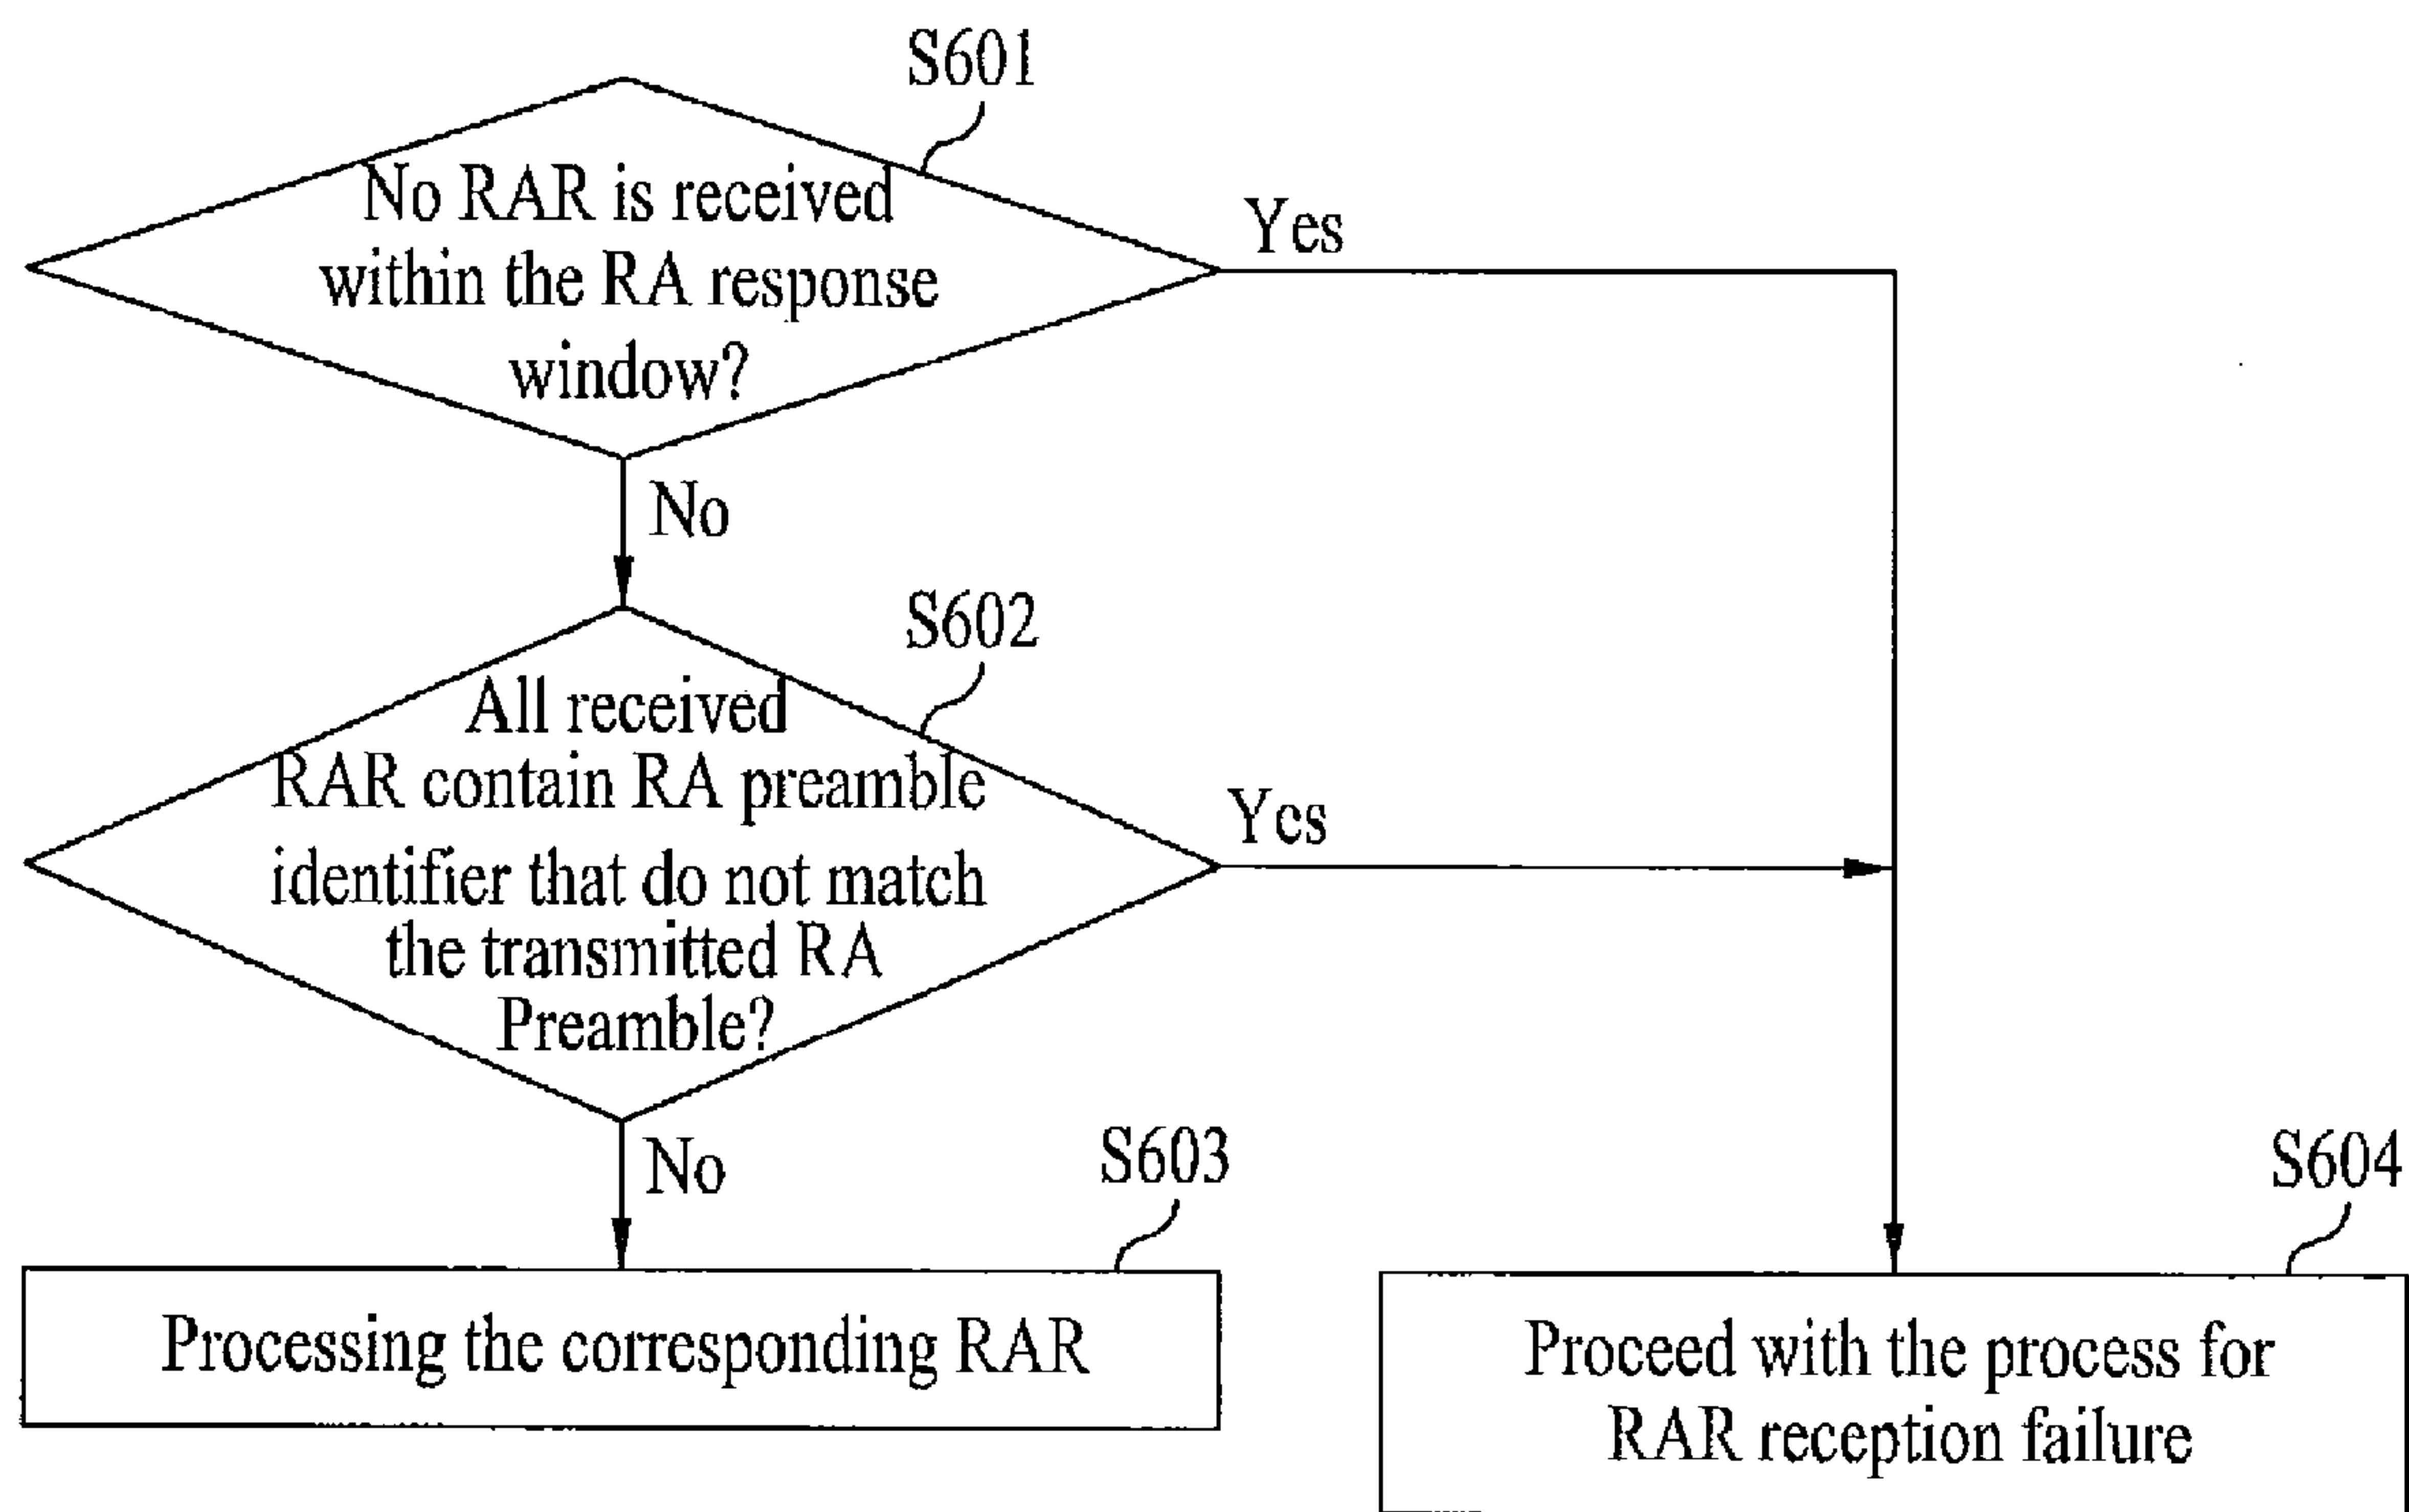 S601
No RAR is received
within the RA response
window?
Yes
No
S602
All received
RAR contain RA preamble
identifier that do not match
the transmitted RA
Preamble?
Yes
No
S603
Processing the corresponding RAR
S604
Proceed with the process for
RAR reception failure